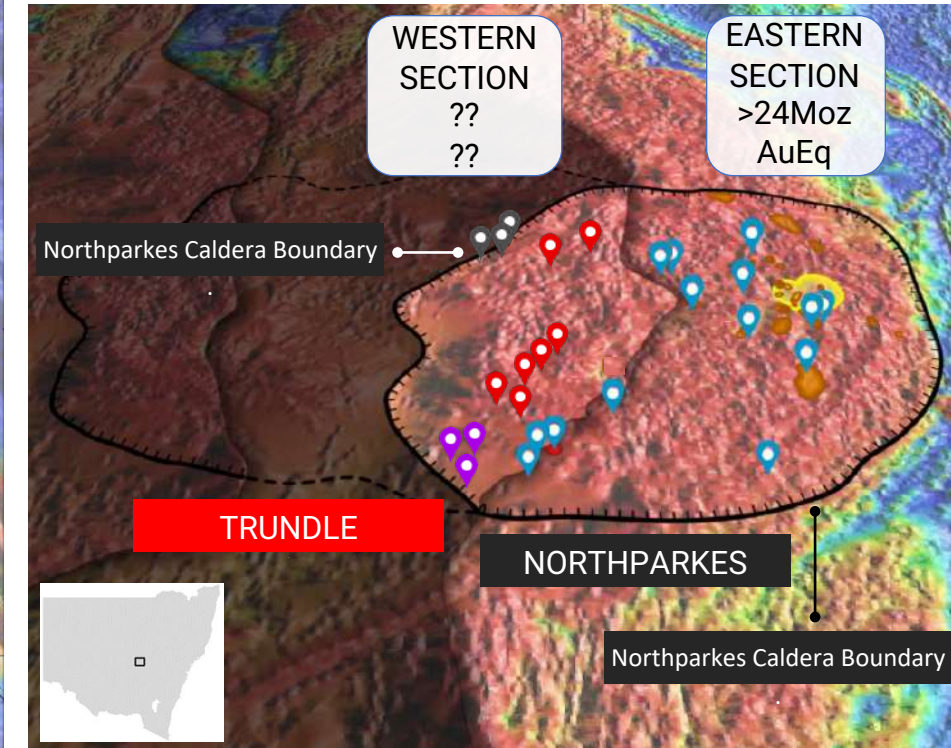 WESTERN
SECTION
??
??
EASTERN
SECTION
>24Moz
AuEq
Northparkes Caldera Boundary
.
TRUNDLE
NORTHPARKES
Northparkes Caldera Boundary
.